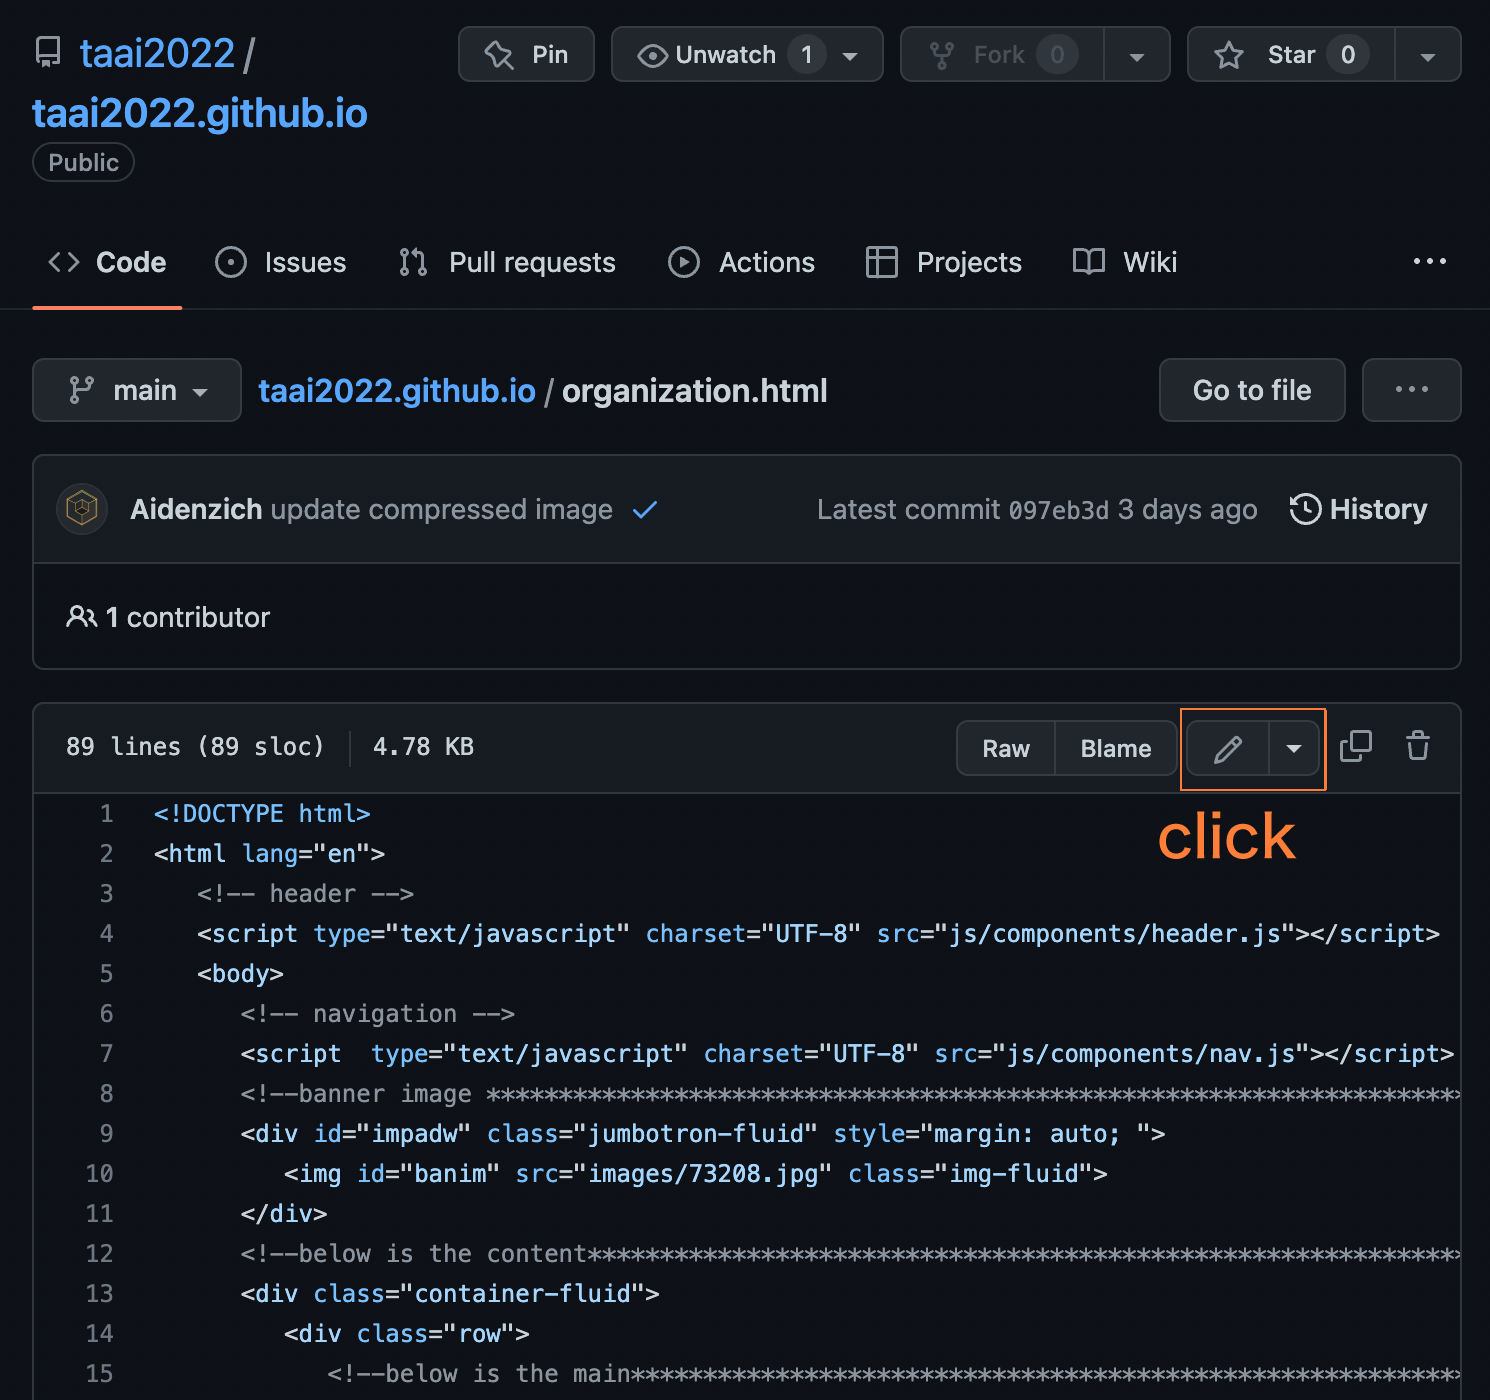 taai2022 /
taai2022.github.io
Public
Pin
Unwatch 1
Fork 0
Star 0
Code
Issues
Pull requests
Actions
Projects
Wiki
main
taai2022.github.io / organization.html
Go to file
Aidenzich update compressed image
Latest commit 097eb3d 3 days ago
History
1 contributor
89 lines (89 sloc)
4.78 KB
Raw
Blame
click
1 <!DOCTYPE html>
2 <html lang="en">
3 <!-- header -->
4 <script type="text/javascript" charset="UTF-8" src="js/components/header.js"></script>
5 <body>
6 <!-- navigation -->
7 <script  type="text/javascript" charset="UTF-8" src="js/components/nav.js"></script>
8 <!--banner image *******************************************************************
9 <div id="impadw" class="jumbotron-fluid" style="margin: auto; ">
10 <img id="banim" src="images/73208.jpg" class="img-fluid">
11 </div>
12 <!--below is the content************************************************************
13 <div class="container-fluid">
14 <div class="row">
15 <!--below is the main*********************************************************